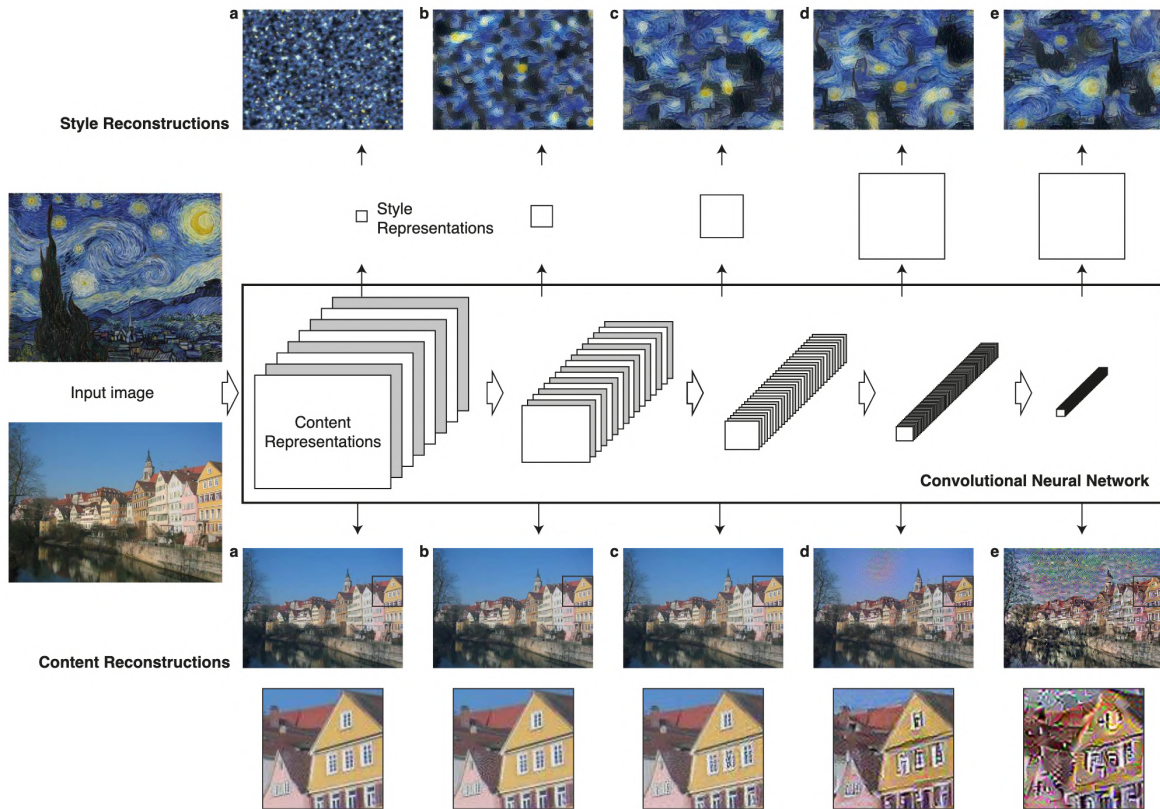 a b c d e
Style Reconstructions
Style
Representations
Input image
Content
Representations
Convolutional Neural Network
a b c d e
Content Reconstructions